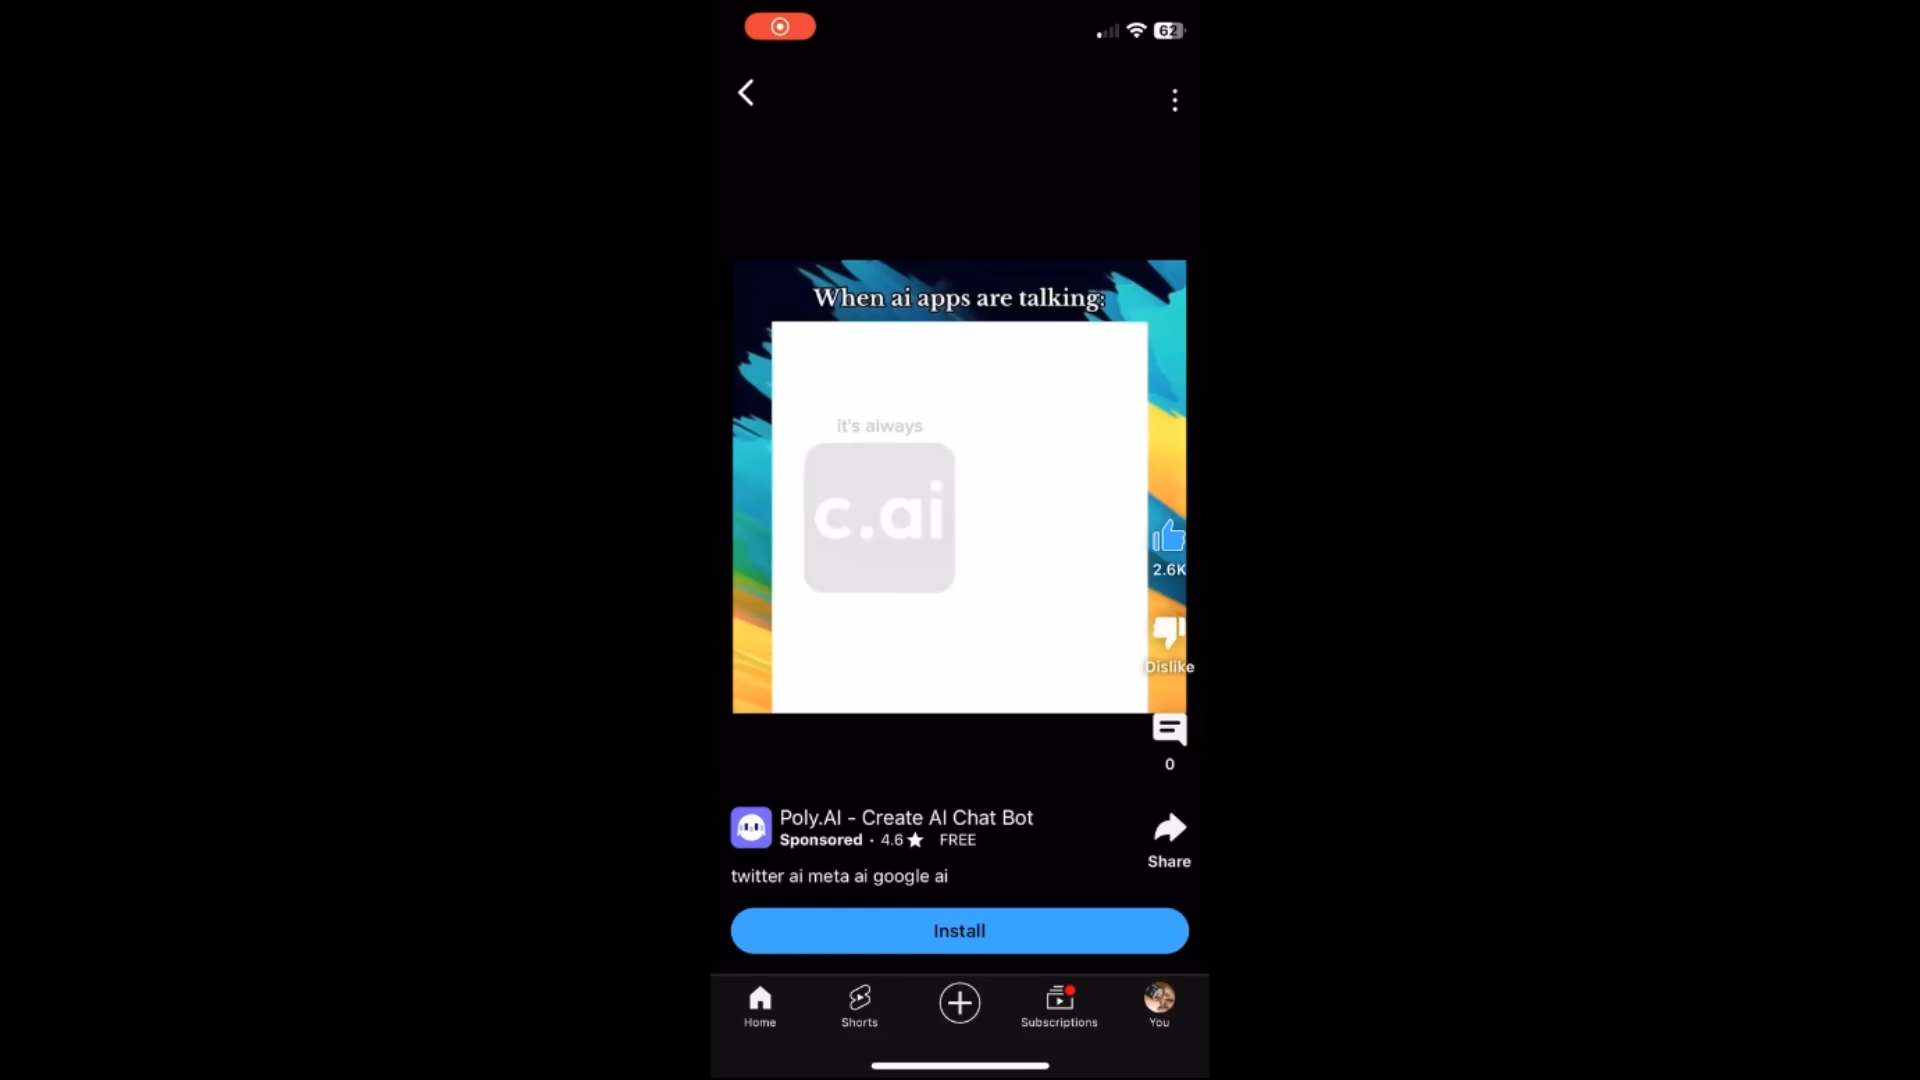 62
When ai apps are talking:
it's always
c.ai
2.6K
Dislike
0
Poly.AI - Create AI Chat Bot
Sponsored · 4.6★ FREE
Share
twitter ai meta ai google ai
Install
Home
Shorts
Subscriptions
You